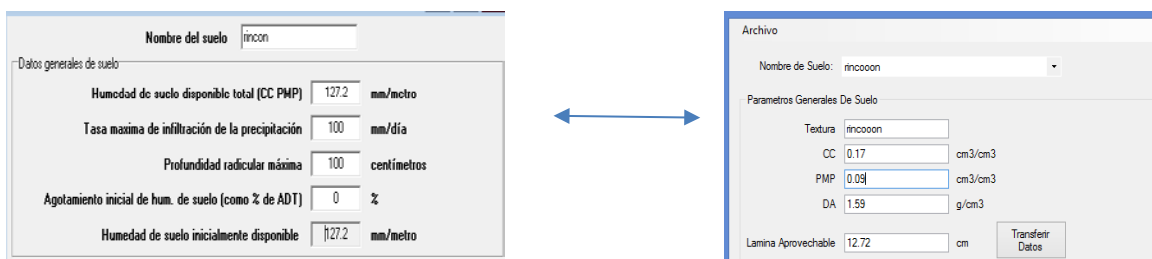 Nombre del suelo rincon
Datos generales de suelo
Humedad de suelo disponible total (CC PMP) 127.2 mm/metro
Tasa maxima de infiltración de la precipitación 100 mm/día
Profundidad radicular máxima 100 centímetros
Agotamiento inicial de hum. de suelo (como % de ADT) 0 %
Humedad de suelo inicialmente disponible 127.2 mm/metro
Archivo
Nombre de Suelo: rincooon
Parametros Generales De Suelo
Textura rincooon
CC 0.17 cm3/cm3
PMP 0.09 cm3/cm3
DA 1.59 g/cm3
Lamina Aprovechable 12.72 cm
Transferir
Datos